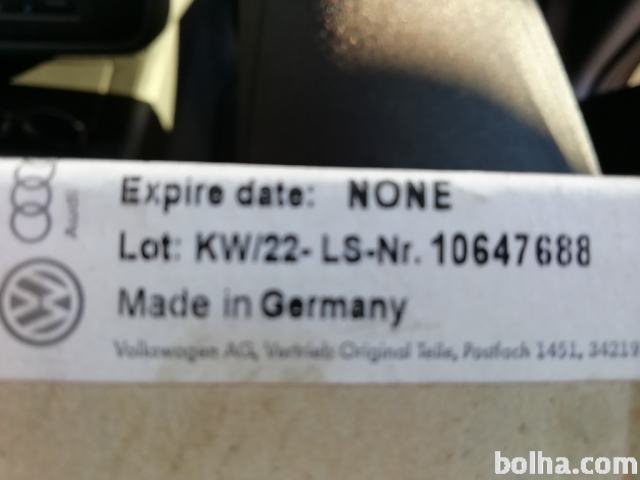 Expire date: NONE
Audi
Lot: KW/22- LS-Nr. 10647688
Made in Germany
Volkswagen AG, Vertrieb Original Teile, Postfach 1451, 34219
bolha.com